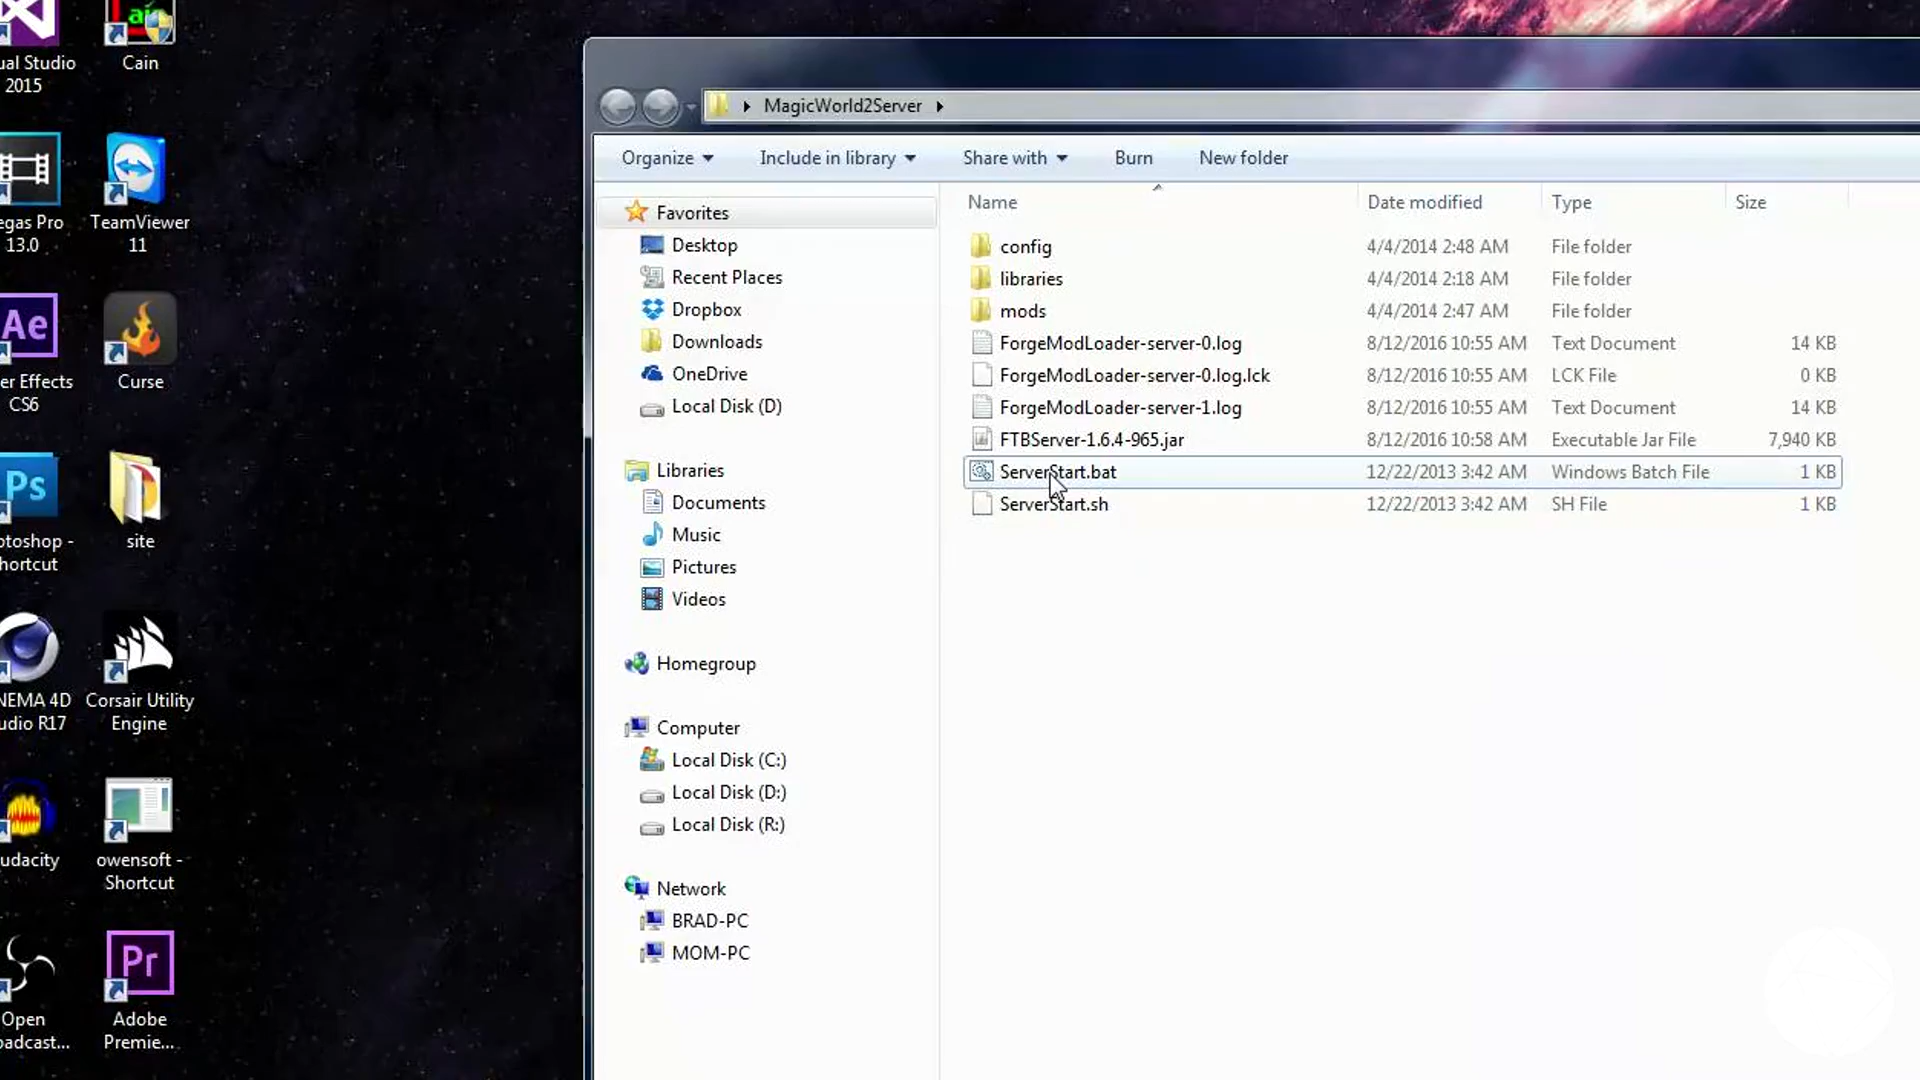 ual Studio
2015
Cain
egas Pro
13.0
TeamViewer
11
er Effects
CS6
Curse
otoshop -
hortcut
site
NEMA 4D
udio R17
Corsair Utility
Engine
udacity
owensoft -
Shortcut
Open
oadcast...
Adobe
Premie...
Ae
Ps
Pr
MagicWorld2Server
Organize
Include in library
Share with
Burn
New folder
Favorites
Desktop
Recent Places
Dropbox
Downloads
OneDrive
Local Disk (D)
Libraries
Documents
Music
Pictures
Videos
Homegroup
Computer
Local Disk (C:)
Local Disk (D:)
Local Disk (R:)
Network
BRAD-PC
MOM-PC
Name Date modified Type Size
config 4/4/2014 2:48 AM File folder
libraries 4/4/2014 2:18 AM File folder
mods 4/4/2014 2:47 AM File folder
ForgeModLoader-server-0.log 8/12/2016 10:55 AM Text Document 14 KB
ForgeModLoader-server-0.log.lck 8/12/2016 10:55 AM LCK File 0 KB
ForgeModLoader-server-1.log 8/12/2016 10:55 AM Text Document 14 KB
FTBServer-1.6.4-965.jar 8/12/2016 10:58 AM Executable Jar File 7,940 KB
ServerStart.bat 12/22/2013 3:42 AM Windows Batch File 1 KB
ServerStart.sh 12/22/2013 3:42 AM SH File 1 KB